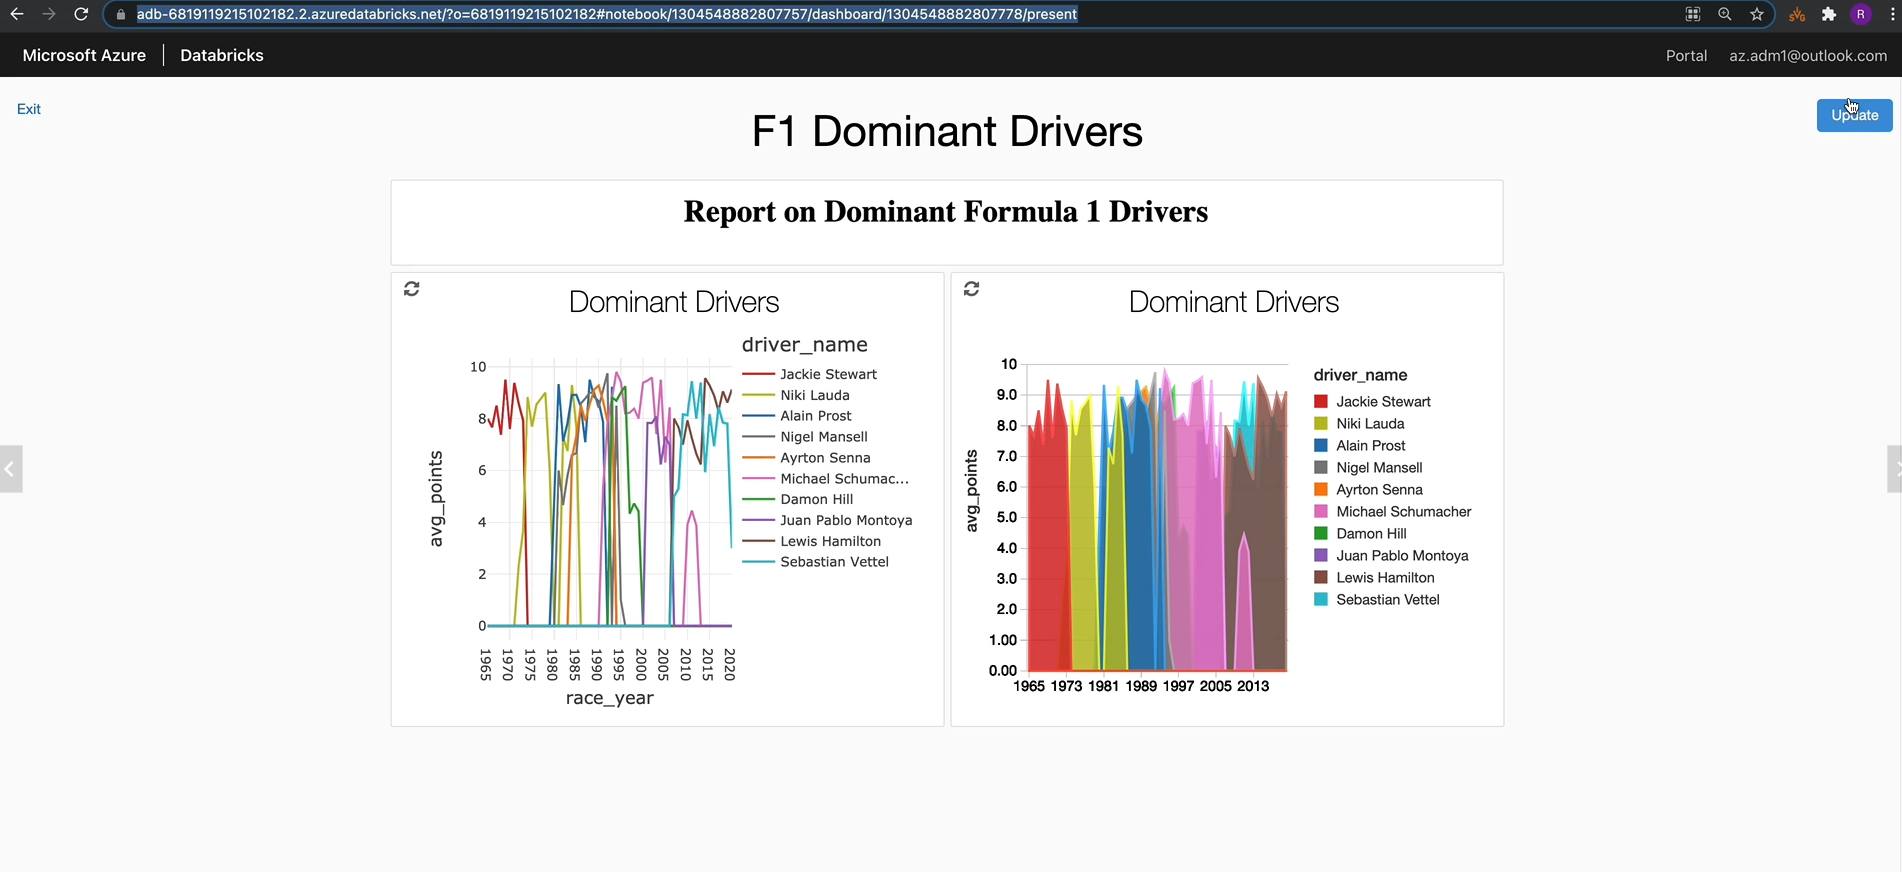 adb-6819119215102182.2.azuredatabricks.net/?o=6819119215102182#notebook/1304548882807757/dashboard/1304548882807778/present
SVG
R
Microsoft Azure
Databricks
Portal
az.adm1@outlook.com
Exit
Update
F1 Dominant Drivers
Report on Dominant Formula 1 Drivers
Dominant Drivers
driver_name
Jackie Stewart
Niki Lauda
Alain Prost
Nigel Mansell
Ayrton Senna
Michael Schumac...
Damon Hill
Juan Pablo Montoya
Lewis Hamilton
Sebastian Vettel
avg_points
10
8
6
4
2
0
1965
1970
1975
1980
1985
1990
1995
2000
2005
2010
2015
2020
race_year
Dominant Drivers
avg_points
10
9.0
8.0
7.0
6.0
5.0
4.0
3.0
2.0
1.00
0.00
1965 1973 1981 1989 1997 2005 2013
driver_name
Jackie Stewart
Niki Lauda
Alain Prost
Nigel Mansell
Ayrton Senna
Michael Schumacher
Damon Hill
Juan Pablo Montoya
Lewis Hamilton
Sebastian Vettel